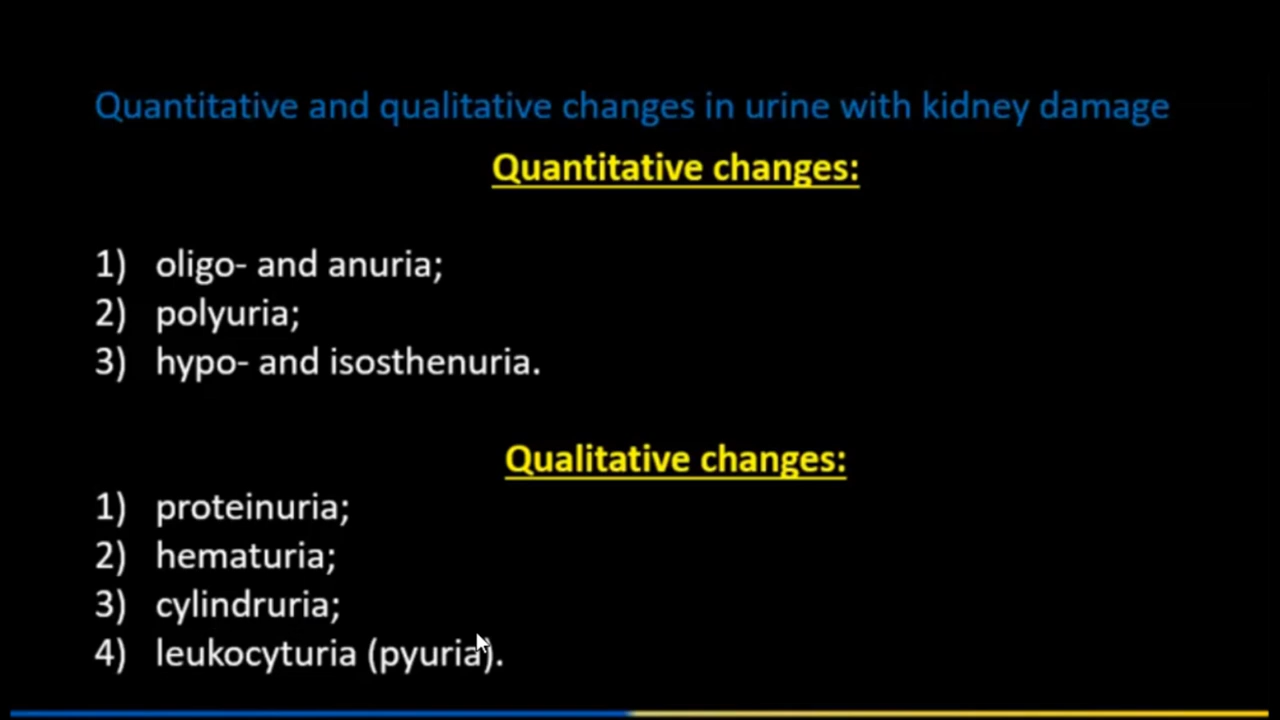 Quantitative and qualitative changes in urine with kidney damage
Quantitative changes:
1) oligo- and anuria;
2) polyuria;
3) hypo- and isosthenuria.
Qualitative changes:
1) proteinuria;
2) hematuria;
3) cylindruria;
4) leukocyturia (pyuria).